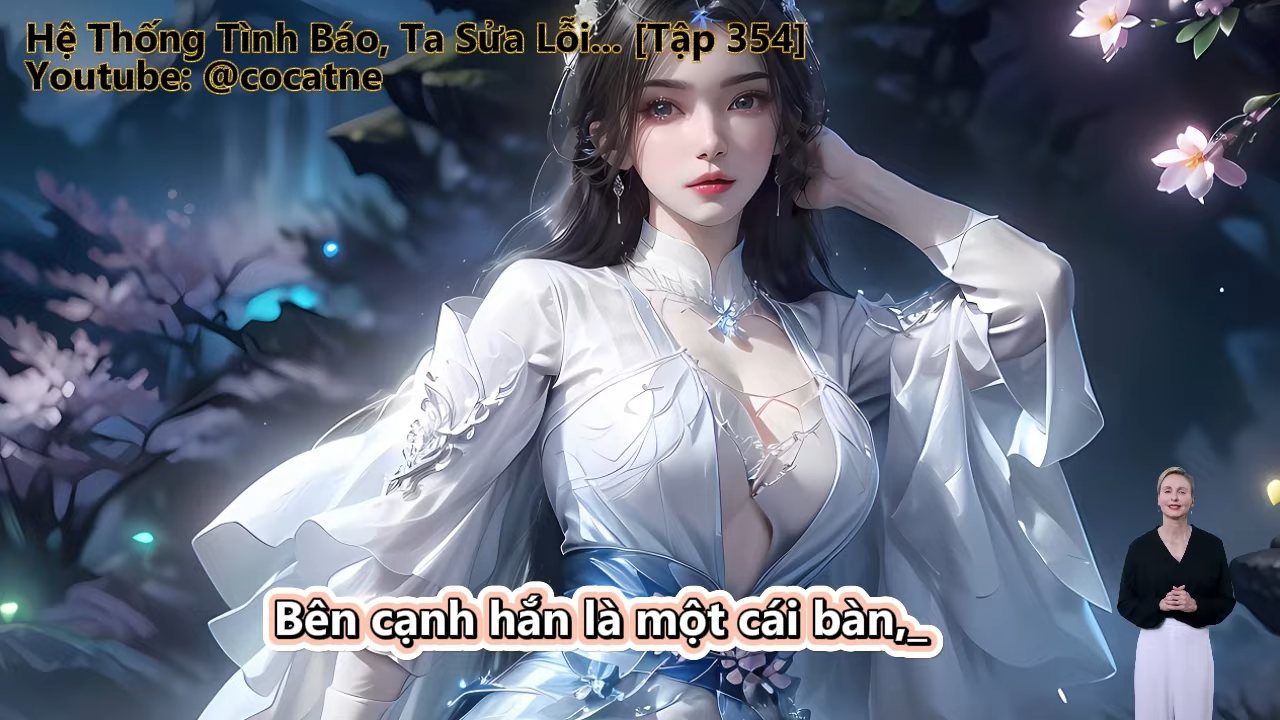 Hệ Thống Tình Báo, Ta Sửa Lỗi... [Tập 354]
Youtube: @cocatne
Bên cạnh hắn là một cái bàn,_